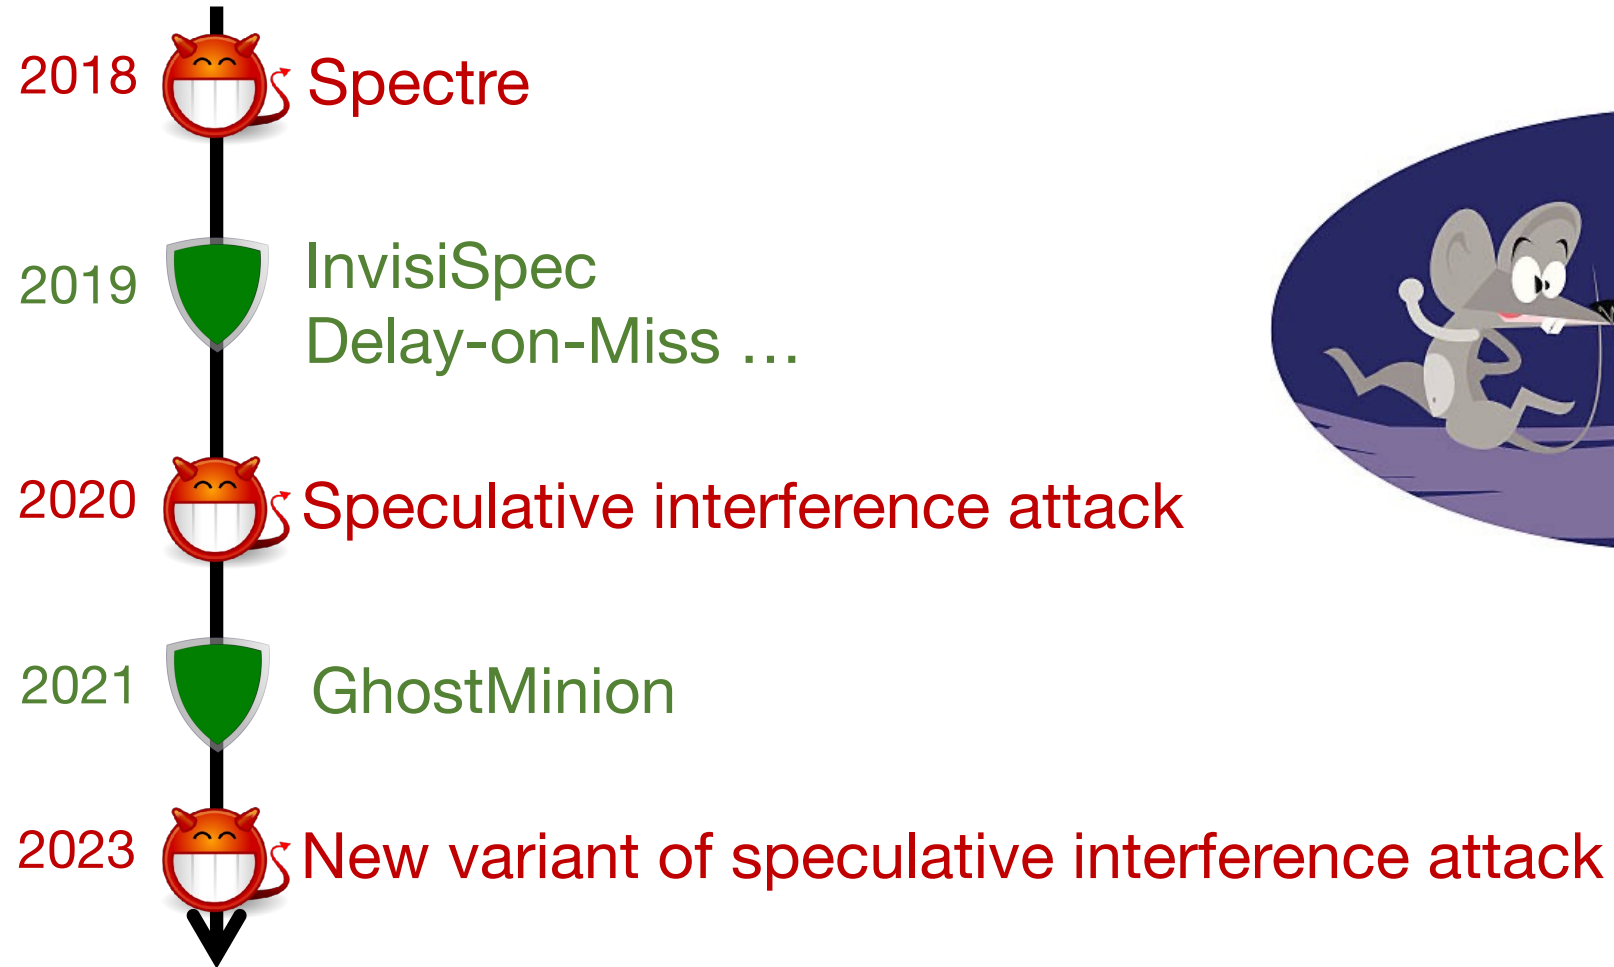 2018 Spectre
2019 InvisiSpec
Delay-on-Miss …
2020 Speculative interference attack
2021 GhostMinion
2023 New variant of speculative interference attack